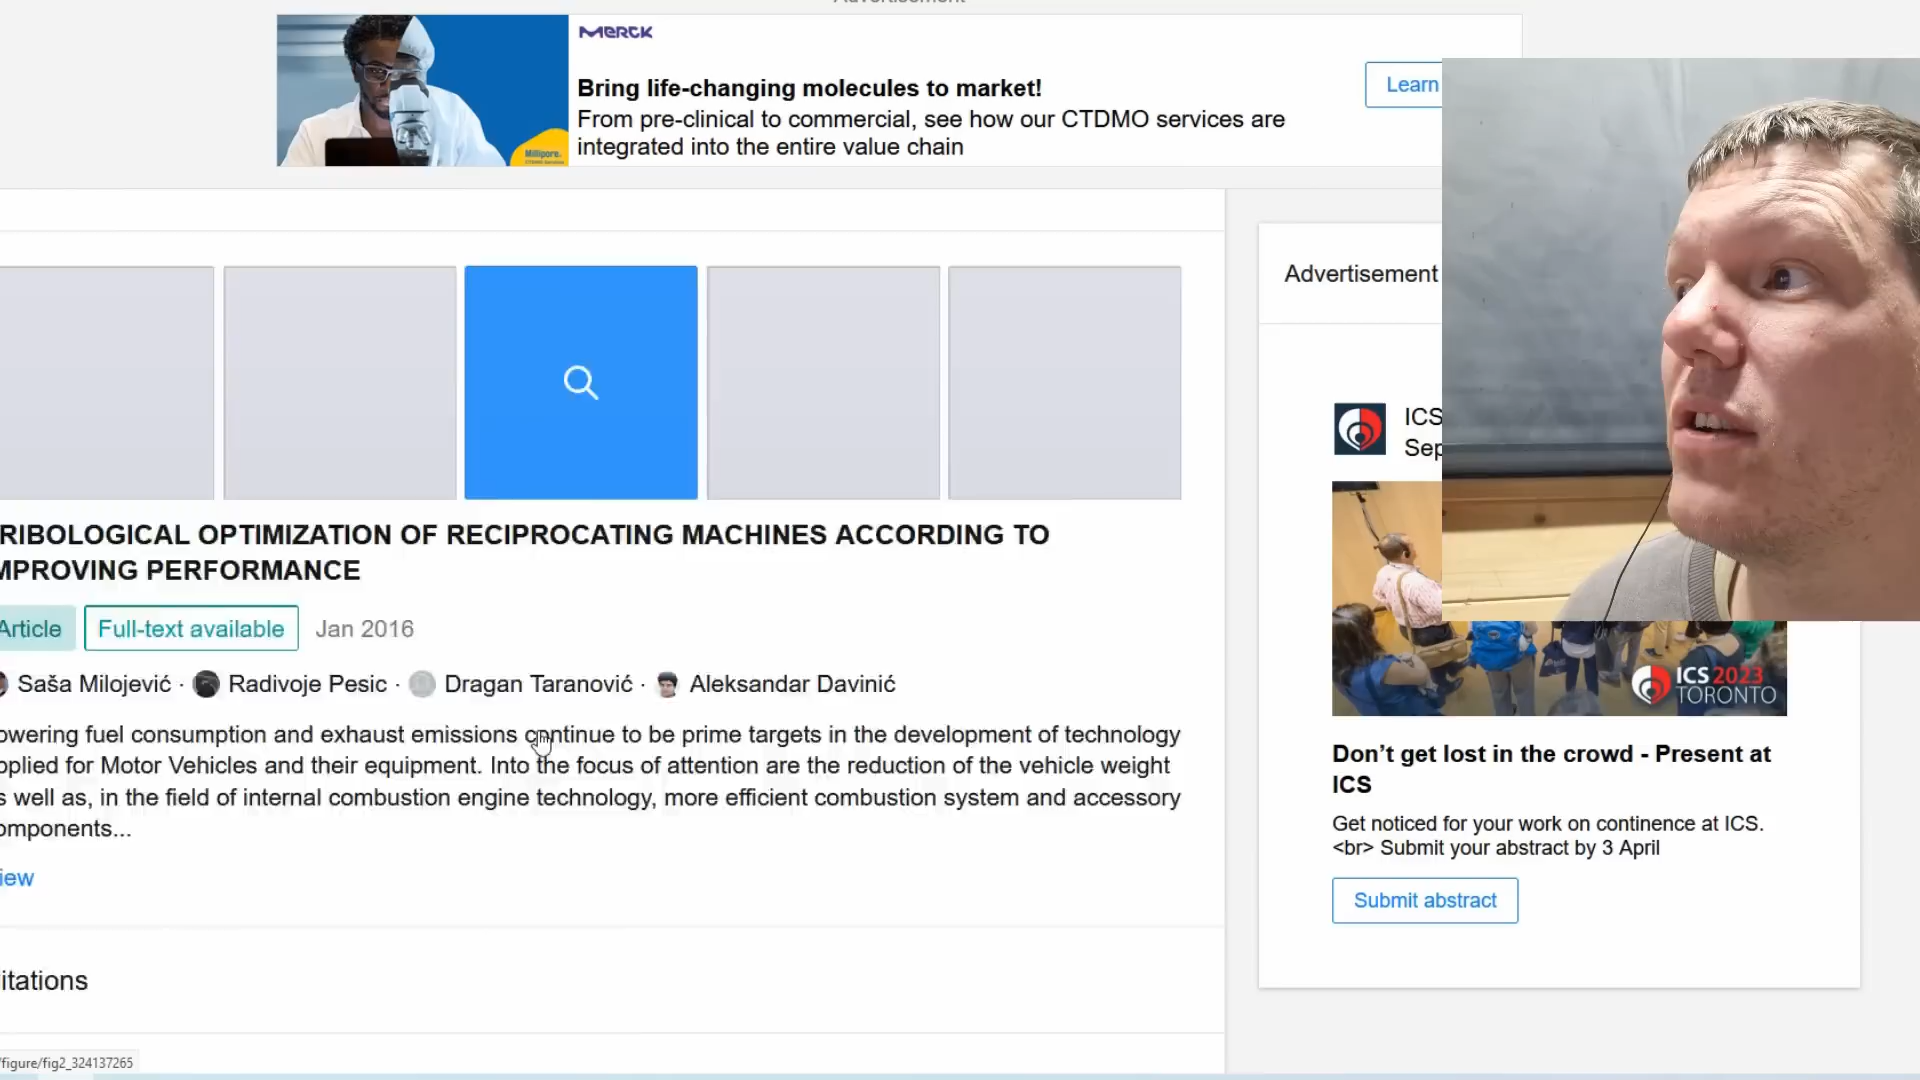 Advertisement
MERCK
Bring life-changing molecules to market!
From pre-clinical to commercial, see how our CTDMO services are
integrated into the entire value chain
Learn
Millipore.
Advertisement
ICS
Sep
RIBOLOGICAL OPTIMIZATION OF RECIPROCATING MACHINES ACCORDING TO
MPROVING PERFORMANCE
Article
Full-text available
Jan 2016
Saša Milojević · Radivoje Pesic · Dragan Taranović · Aleksandar Davinić
owering fuel consumption and exhaust emissions continue to be prime targets in the development of technology
pplied for Motor Vehicles and their equipment. Into the focus of attention are the reduction of the vehicle weight
s well as, in the field of internal combustion engine technology, more efficient combustion system and accessory
omponents...
iew
itations
ICS 2023
TORONTO
Don’t get lost in the crowd - Present at
ICS
Get noticed for your work on continence at ICS.
<br> Submit your abstract by 3 April
Submit abstract
/figure/fig2_324137265